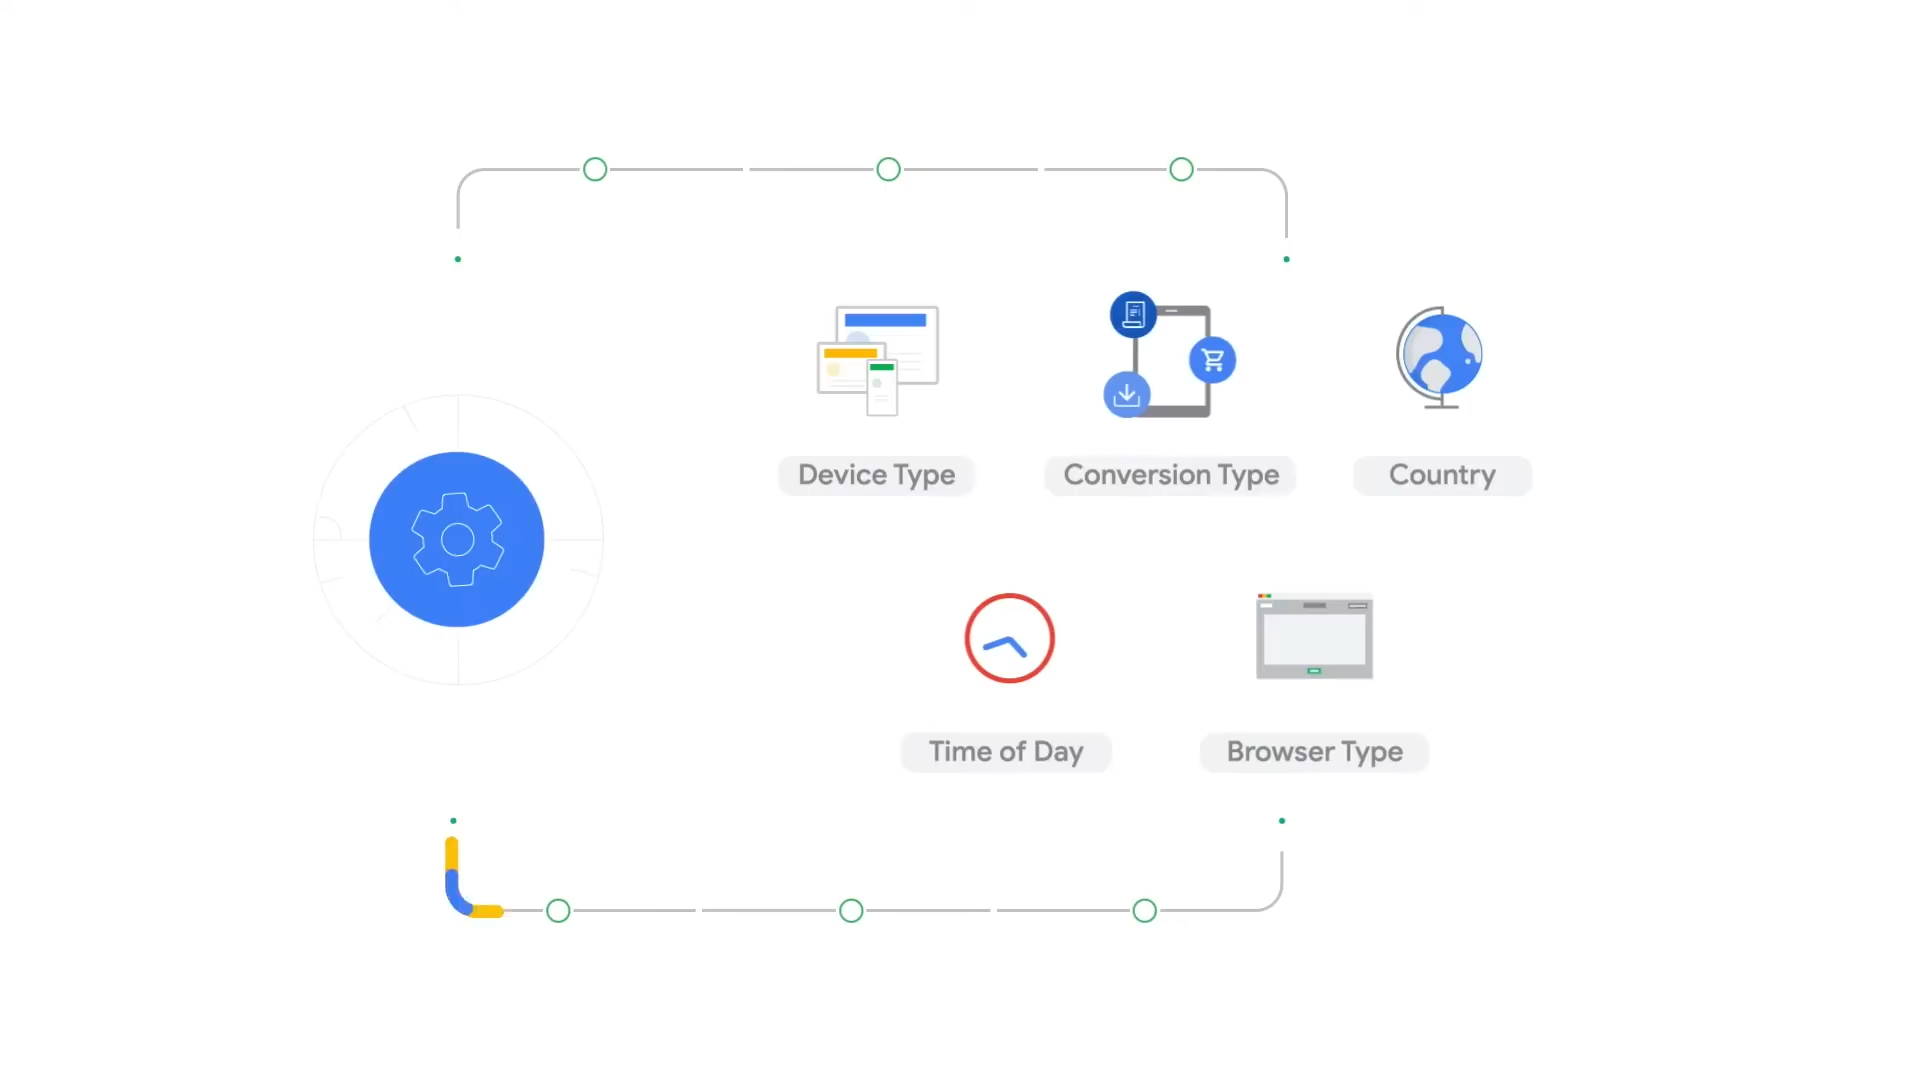 Device Type
Conversion Type
Country
Time of Day
Browser Type